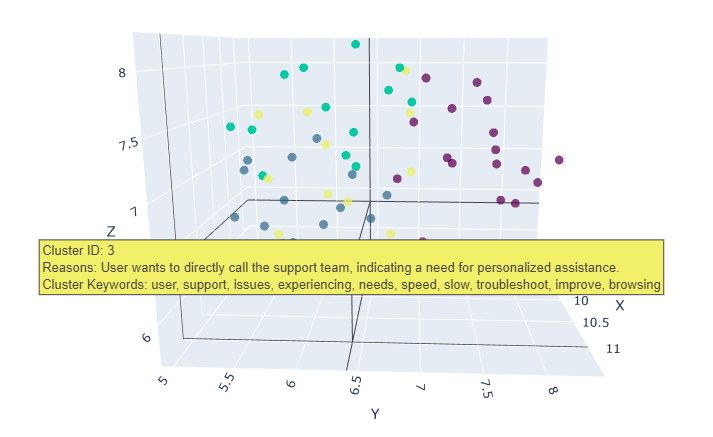 8
7.5
7
Z
Cluster ID: 3
Reasons: User wants to directly call the support team, indicating a need for personalized assistance.
Cluster Keywords: user, support, issues, experiencing, needs, speed, slow, troubleshoot, improve, browsing
10
X
10.5
6
11
5
5.5
6
6.5
7
7.5
8
Y